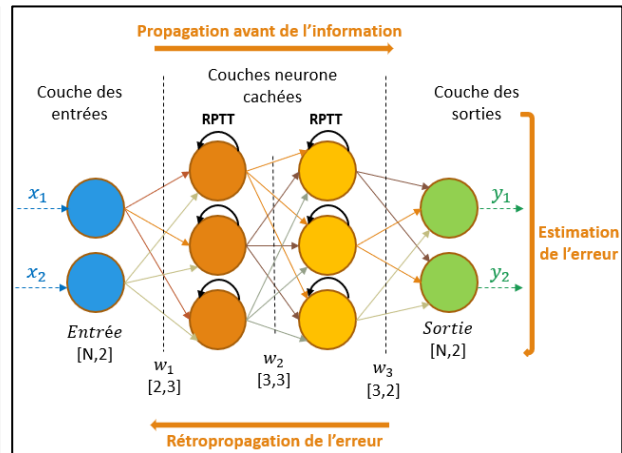 Propagation avant de l'information
Couche des
entrées
Couches neurone
cachées
Couche des
sorties
RPTT
RPTT
x₁
x₂
y₁
y₂
Estimation
de l'erreur
Entrée
[N,2]
Sortie
[N,2]
w₁
[2,3]
w₂
[3,3]
w₃
[3,2]
Rétropropagation de l'erreur